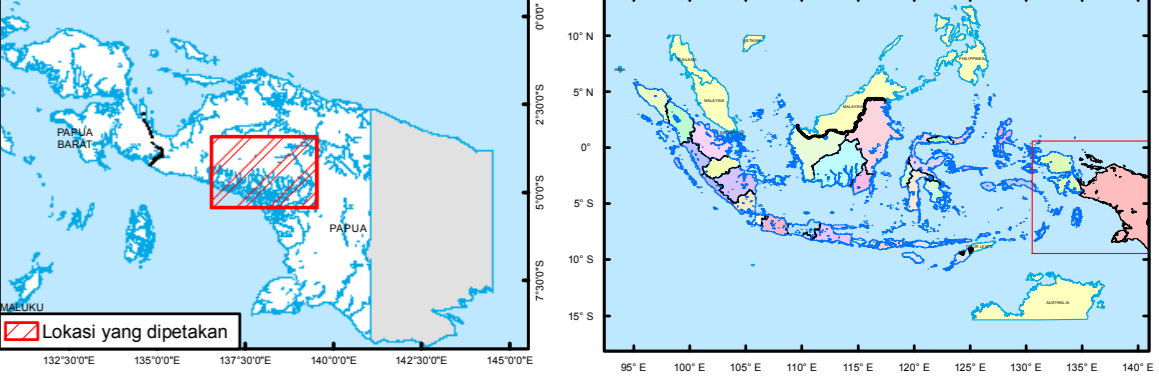 0°0'0"
2°30'0"S
5°0'0"S
7°30'0"S
PAPUA
BARAT
PAPUA
MALUKU
Lokasi yang dipetakan
132°30'0"E
135°0'0"E
137°30'0"E
140°0'0"E
142°30'0"E
145°0'0"E
10° N
5° N
0°
5° S
10° S
15° S
PHILIPPINES
MALAYSIA
MALAYSIA
AUSTRALIA
95° E
100° E
105° E
110° E
115° E
120° E
125° E
130° E
135° E
140° E